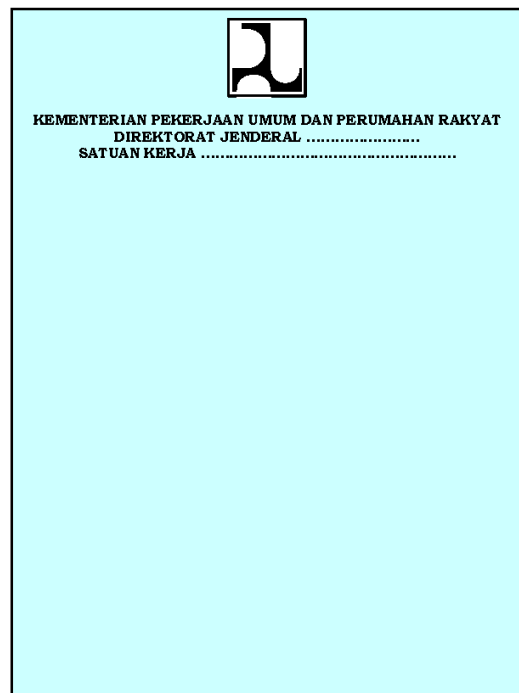 KEMENTERIAN PEKERJAAN UMUM DAN PERUMAHAN RAKYAT
DIREKTORAT JENDERAL ........................
SATUAN KERJA ......................................................